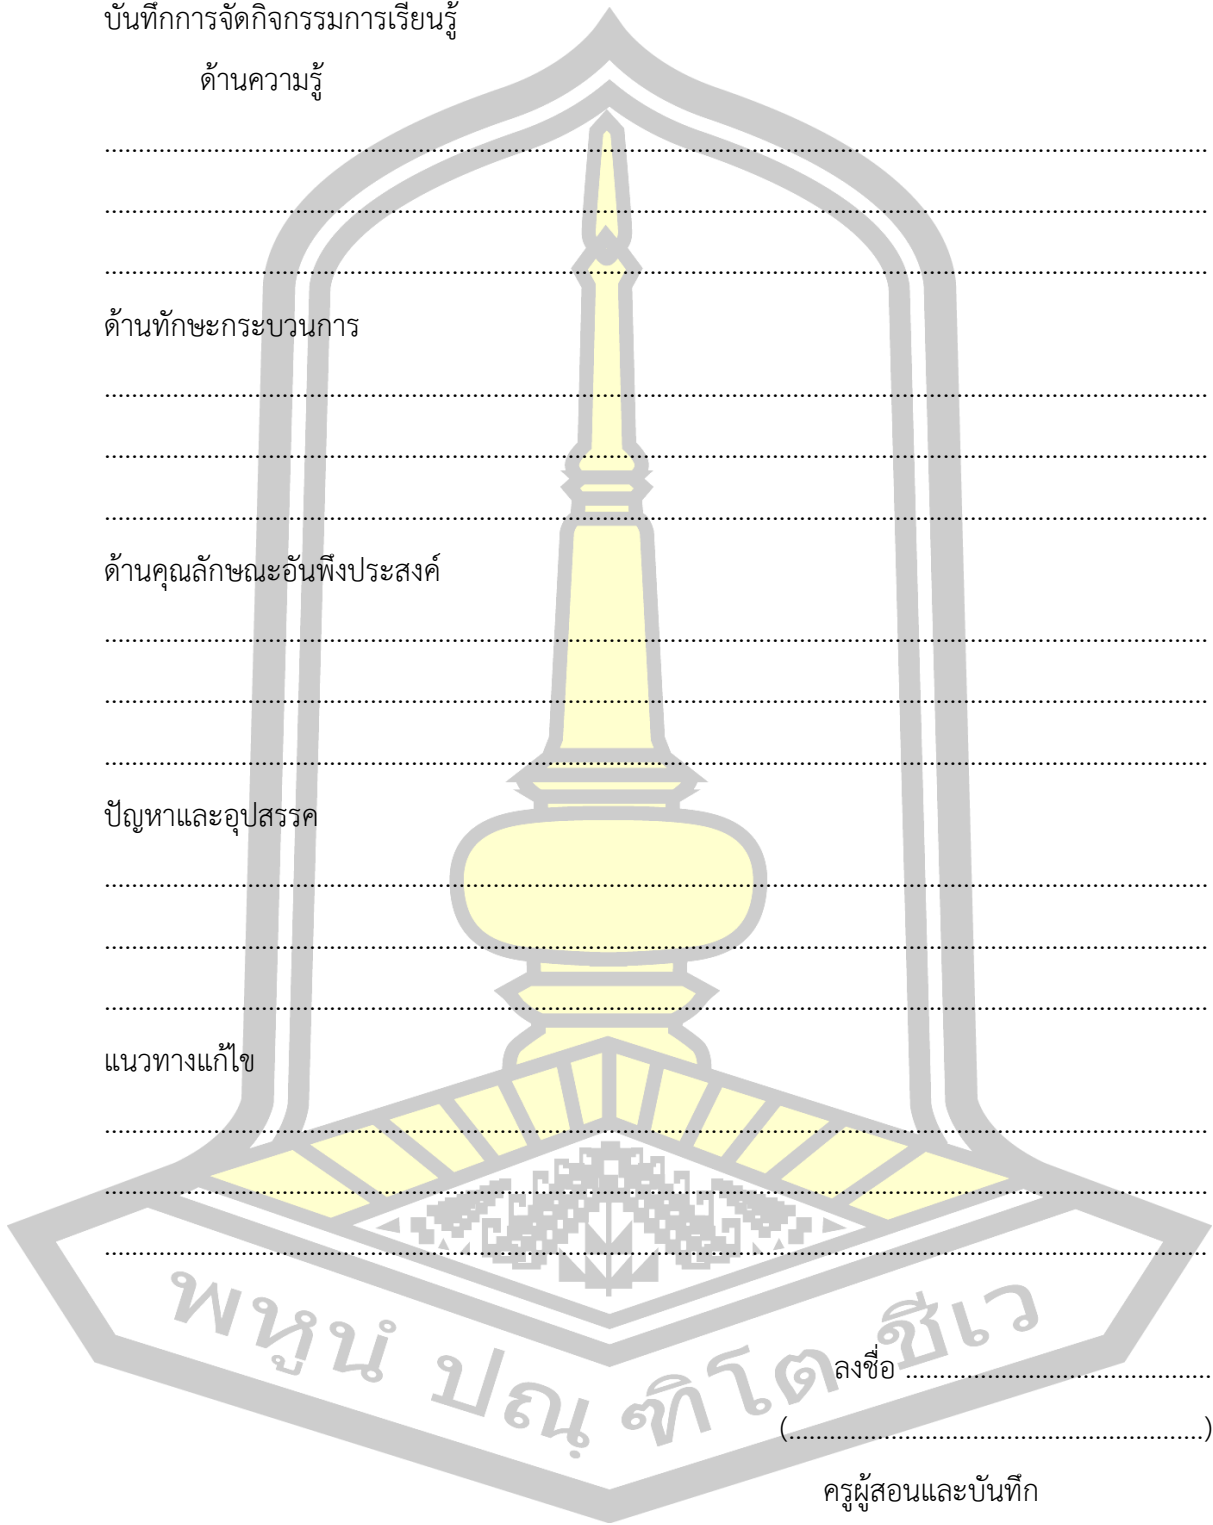 บันทึกการจัดกิจกรรมการเรียนรู้
ด้านความรู้
................................................................................
................................................................................
................................................................................
ด้านทักษะกระบวนการ
................................................................................
................................................................................
................................................................................
ด้านคุณลักษณะอันพึงประสงค์
................................................................................
................................................................................
................................................................................
ปัญหาและอุปสรรค
................................................................................
................................................................................
................................................................................
แนวทางแก้ไข
................................................................................
................................................................................
................................................................................
พหูนํ ปณฺฑิโต ชีเว
ลงชื่อ .............................................
(.............................................................)
ครูผู้สอนและบันทึก